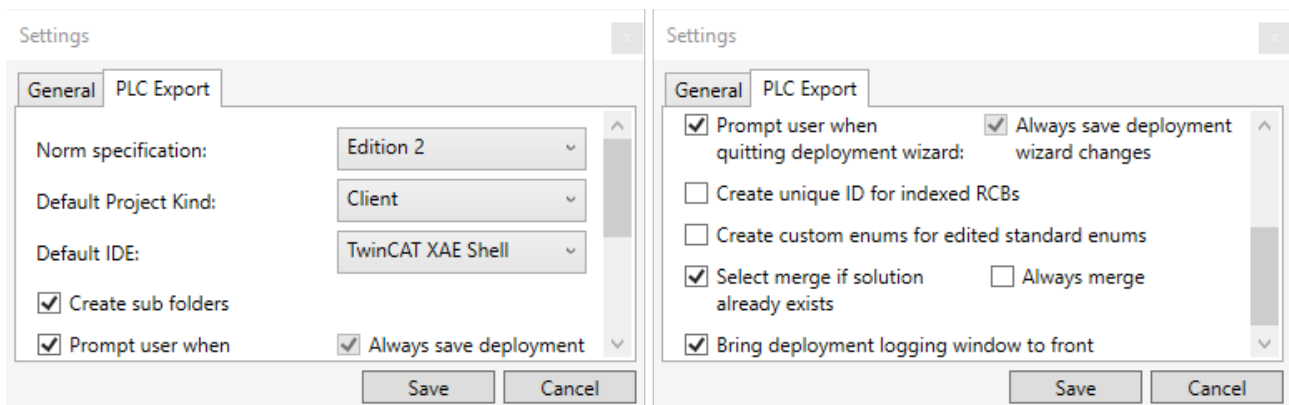 Settings
x
General PLC Export
Norm specification: Edition 2
Default Project Kind: Client
Default IDE: TwinCAT XAE Shell
Create sub folders
Prompt user when Always save deployment
Save Cancel
Settings
x
General PLC Export
Prompt user when Always save deployment
quitting deployment wizard: wizard changes
Create unique ID for indexed RCBs
Create custom enums for edited standard enums
Select merge if solution Always merge
already exists
Bring deployment logging window to front
Save Cancel